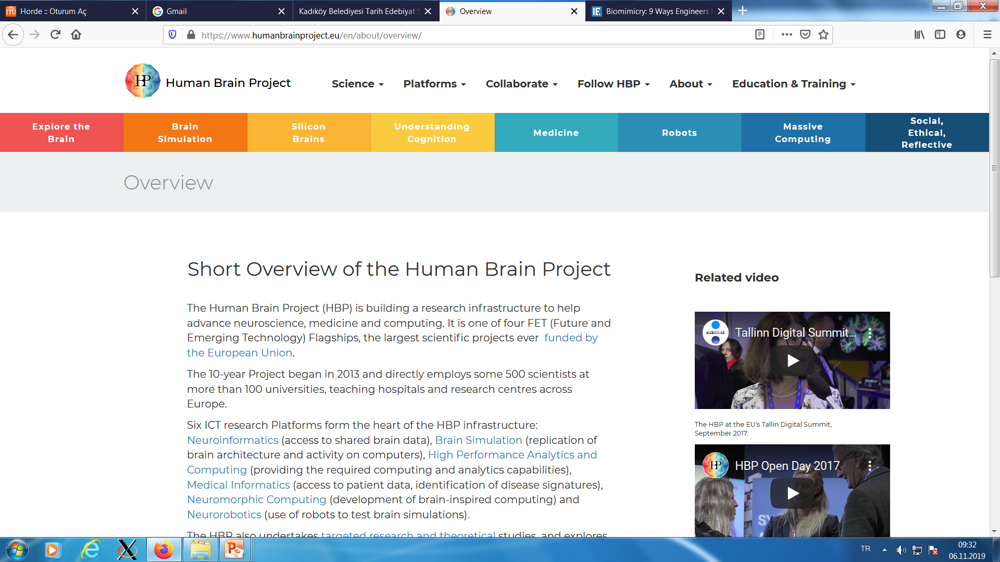 Horde :: Oturum Aç
Gmail
Kadıköy Belediyesi Tarih Edebiyat
Overview
Biomimicry: 9 Ways Engineers
https://www.humanbrainproject.eu/en/about/overview/
HP
Human Brain Project
Science
Platforms
Collaborate
Follow HBP
About
Education & Training
Explore the
Brain
Brain
Simulation
Silicon
Brains
Understanding
Cognition
Medicine
Robots
Massive
Computing
Social,
Ethical,
Reflective
Overview
Short Overview of the Human Brain Project
The Human Brain Project (HBP) is building a research infrastructure to help
advance neuroscience, medicine and computing. It is one of four FET (Future and
Emerging Technology) Flagships, the largest scientific projects ever funded by
the European Union.
The 10-year Project began in 2013 and directly employs some 500 scientists at
more than 100 universities, teaching hospitals and research centres across
Europe.
Six ICT research Platforms form the heart of the HBP infrastructure:
Neuroinformatics (access to shared brain data), Brain Simulation (replication of
brain architecture and activity on computers), High Performance Analytics and
Computing (providing the required computing and analytics capabilities),
Medical Informatics (access to patient data, identification of disease signatures),
Neuromorphic Computing (development of brain-inspired computing) and
Neurorobotics (use of robots to test brain simulations).
The HBP also undertakes targeted research and theoretical studies, and explores
Related video
EU2017.EE
Tallinn Digital Summit...
The HBP at the EU's Tallin Digital Summit,
September 2017.
HP
HBP Open Day 2017
TR
09:32
06.11.2019